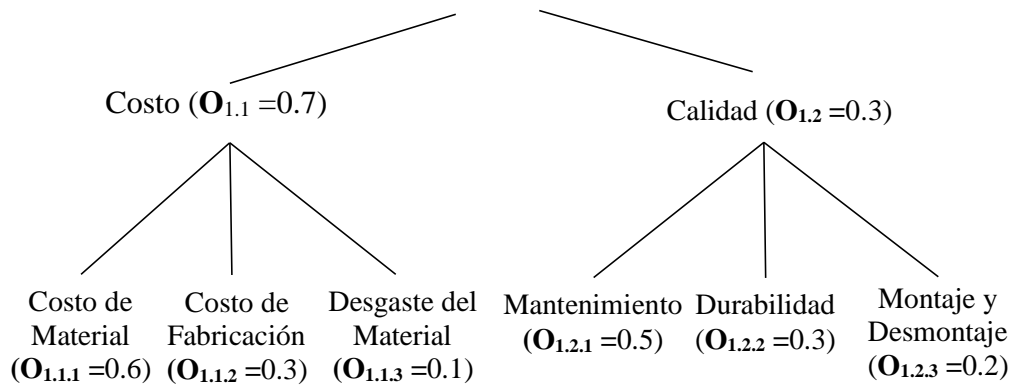 Costo (O1.1 =0.7)
Calidad (O1.2 =0.3)
Costo de
Material
(O1.1.1 =0.6)
Costo de
Fabricación
(O1.1.2 =0.3)
Desgaste del
Material
(O1.1.3 =0.1)
Mantenimiento
(O1.2.1 =0.5)
Durabilidad
(O1.2.2 =0.3)
Montaje y
Desmontaje
(O1.2.3 =0.2)